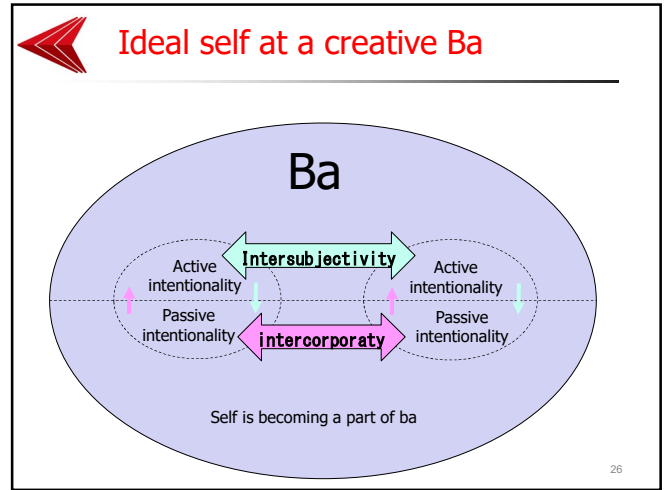 Ideal self at a creative Ba
Ba
Intersubjectivity
Active
intentionality
Active
intentionality
Passive
intentionality
intercorporaty
Passive
intentionality
Self is becoming a part of ba
26